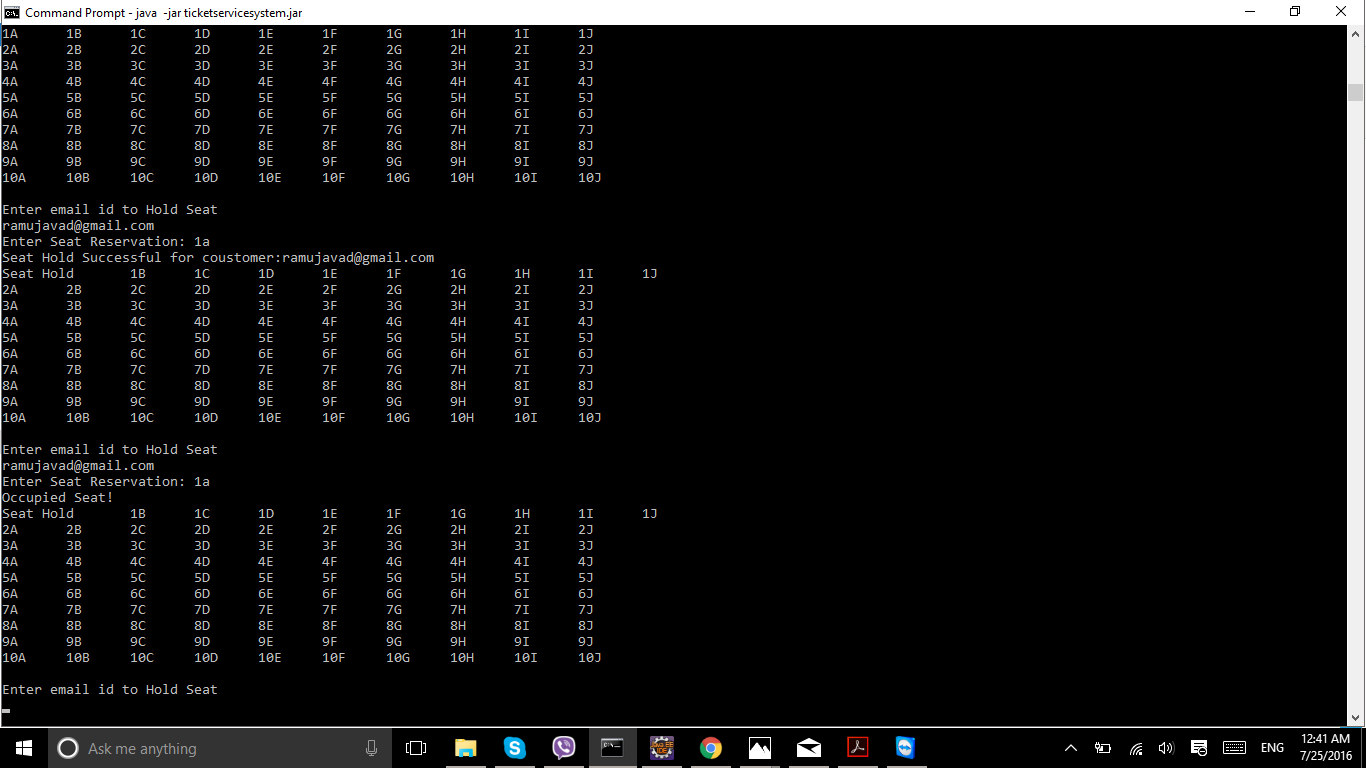 Command Prompt - java  -jar ticketservicesystem.jar
1A 1B 1C 1D 1E 1F 1G 1H 1I 1J
2A 2B 2C 2D 2E 2F 2G 2H 2I 2J
3A 3B 3C 3D 3E 3F 3G 3H 3I 3J
4A 4B 4C 4D 4E 4F 4G 4H 4I 4J
5A 5B 5C 5D 5E 5F 5G 5H 5I 5J
6A 6B 6C 6D 6E 6F 6G 6H 6I 6J
7A 7B 7C 7D 7E 7F 7G 7H 7I 7J
8A 8B 8C 8D 8E 8F 8G 8H 8I 8J
9A 9B 9C 9D 9E 9F 9G 9H 9I 9J
10A 10B 10C 10D 10E 10F 10G 10H 10I 10J
Enter email id to Hold Seat
ramujavad@gmail.com
Enter Seat Reservation: 1a
Seat Hold Successful for coustomer:ramujavad@gmail.com
Seat Hold 1B 1C 1D 1E 1F 1G 1H 1I 1J
2A 2B 2C 2D 2E 2F 2G 2H 2I 2J
3A 3B 3C 3D 3E 3F 3G 3H 3I 3J
4A 4B 4C 4D 4E 4F 4G 4H 4I 4J
5A 5B 5C 5D 5E 5F 5G 5H 5I 5J
6A 6B 6C 6D 6E 6F 6G 6H 6I 6J
7A 7B 7C 7D 7E 7F 7G 7H 7I 7J
8A 8B 8C 8D 8E 8F 8G 8H 8I 8J
9A 9B 9C 9D 9E 9F 9G 9H 9I 9J
10A 10B 10C 10D 10E 10F 10G 10H 10I 10J
Enter email id to Hold Seat
ramujavad@gmail.com
Enter Seat Reservation: 1a
Occupied Seat!
Seat Hold 1B 1C 1D 1E 1F 1G 1H 1I 1J
2A 2B 2C 2D 2E 2F 2G 2H 2I 2J
3A 3B 3C 3D 3E 3F 3G 3H 3I 3J
4A 4B 4C 4D 4E 4F 4G 4H 4I 4J
5A 5B 5C 5D 5E 5F 5G 5H 5I 5J
6A 6B 6C 6D 6E 6F 6G 6H 6I 6J
7A 7B 7C 7D 7E 7F 7G 7H 7I 7J
8A 8B 8C 8D 8E 8F 8G 8H 8I 8J
9A 9B 9C 9D 9E 9F 9G 9H 9I 9J
10A 10B 10C 10D 10E 10F 10G 10H 10I 10J
Enter email id to Hold Seat
Ask me anything
ENG
12:41 AM
7/25/2016